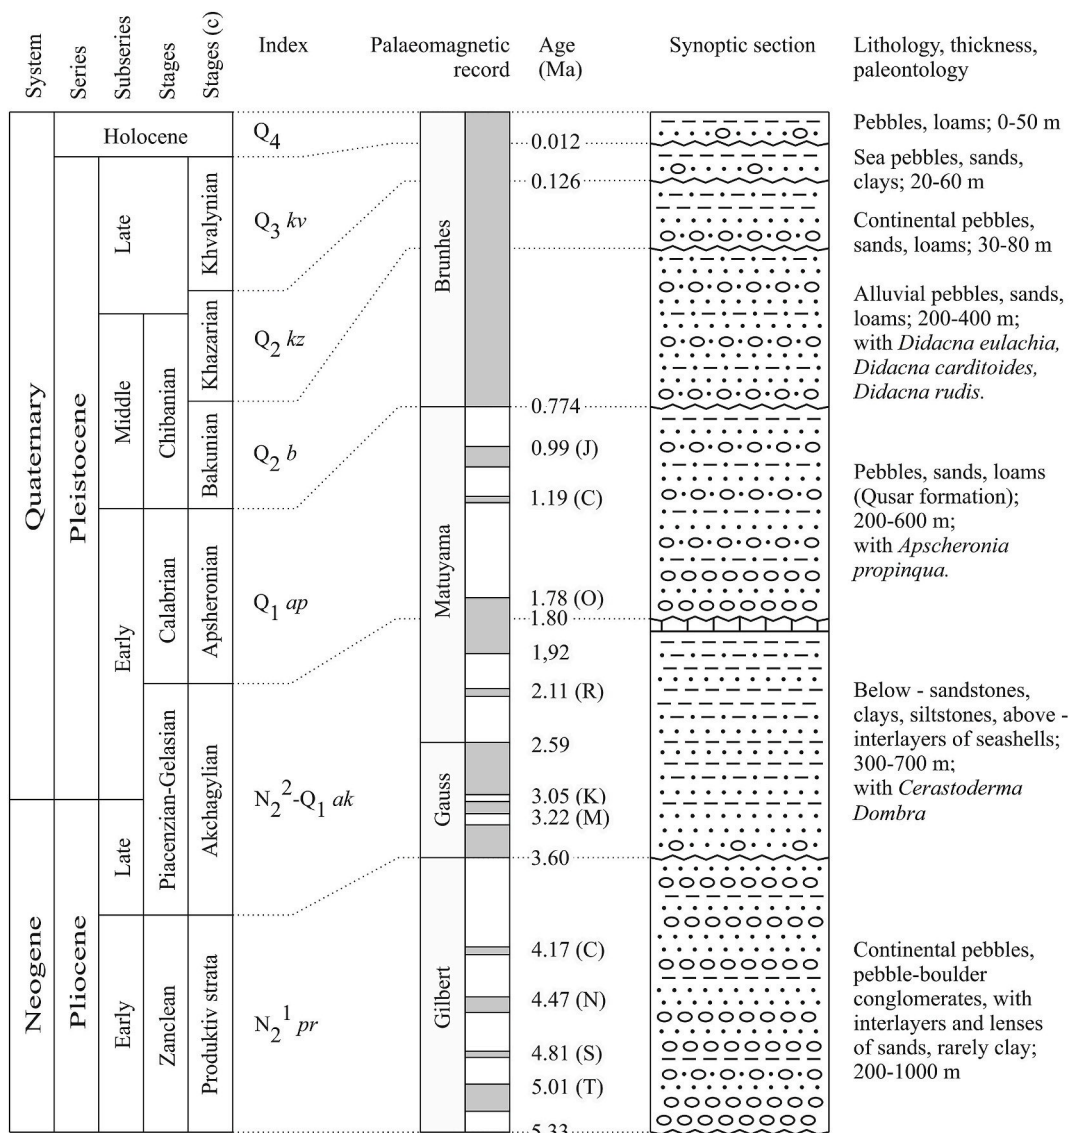 System
Series
Subseries
Stages
Stages (c)
Index
Palaeomagnetic
record
Age
(Ma)
Synoptic section
Lithology, thickness,
paleontology
Quaternary
Neogene
Holocene
Pleistocene
Pliocene
Late
Middle
Early
Late
Early
Chibanian
Calabrian
Piacenzian-Gelasian
Zanclean
Khvalynian
Khazarian
Bakunian
Apsheronian
Akchagylian
Produktiv strata
Q4
Q3 kv
Q2 kz
Q2 b
Q1 ap
N2²-Q1 ak
N2¹ pr
Brunhes
Matuyama
Gauss
Gilbert
0.012
0.126
0.774
0.99 (J)
1.19 (C)
1.78 (O)
1.80
1,92
2.11 (R)
2.59
3.05 (K)
3.22 (M)
3.60
4.17 (C)
4.47 (N)
4.81 (S)
5.01 (T)
5.33
Pebbles, loams; 0-50 m
Sea pebbles, sands,
clays; 20-60 m
Continental pebbles,
sands, loams; 30-80 m
Alluvial pebbles, sands,
loams; 200-400 m;
with Didacna eulachia,
Didacna carditoides,
Didacna rudis.
Pebbles, sands, loams
(Qusar formation);
200-600 m;
with Apscheronia
propinqua.
Below - sandstones,
clays, siltstones, above -
interlayers of seashells;
300-700 m;
with Cerastoderma
Dombra
Continental pebbles,
pebble-boulder
conglomerates, with
interlayers and lenses
of sands, rarely clay;
200-1000 m